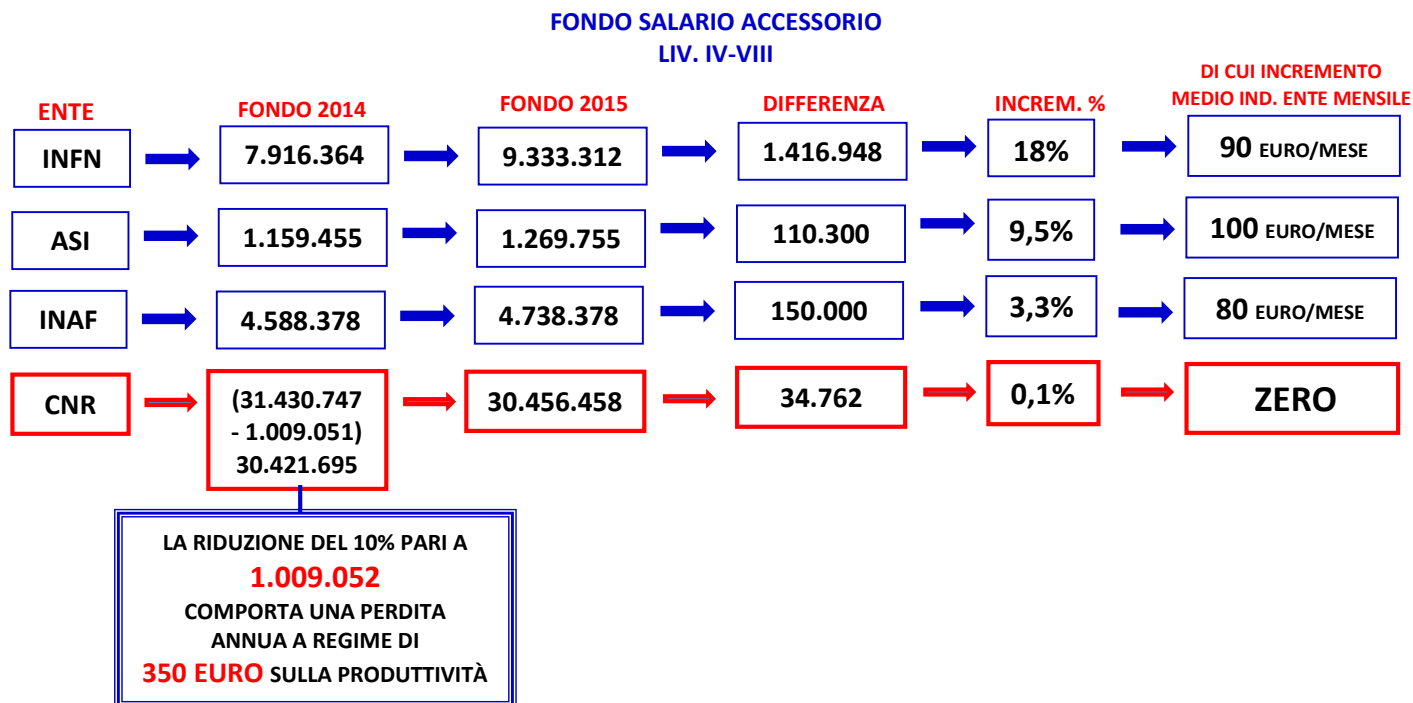 FONDO SALARIO ACCESSORIO
LIV. IV-VIII
ENTE
FONDO 2014
FONDO 2015
DIFFERENZA
INCREM. %
DI CUI INCREMENTO
MEDIO IND. ENTE MENSILE
INFN
7.916.364
9.333.312
1.416.948
18%
90 EURO/MESE
ASI
1.159.455
1.269.755
110.300
9,5%
100 EURO/MESE
INAF
4.588.378
4.738.378
150.000
3,3%
80 EURO/MESE
CNR
(31.430.747
- 1.009.051)
30.421.695
30.456.458
34.762
0,1%
ZERO
LA RIDUZIONE DEL 10% PARI A
1.009.052
COMPORTA UNA PERDITA
ANNUA A REGIME DI
350 EURO SULLA PRODUTTIVITÀ